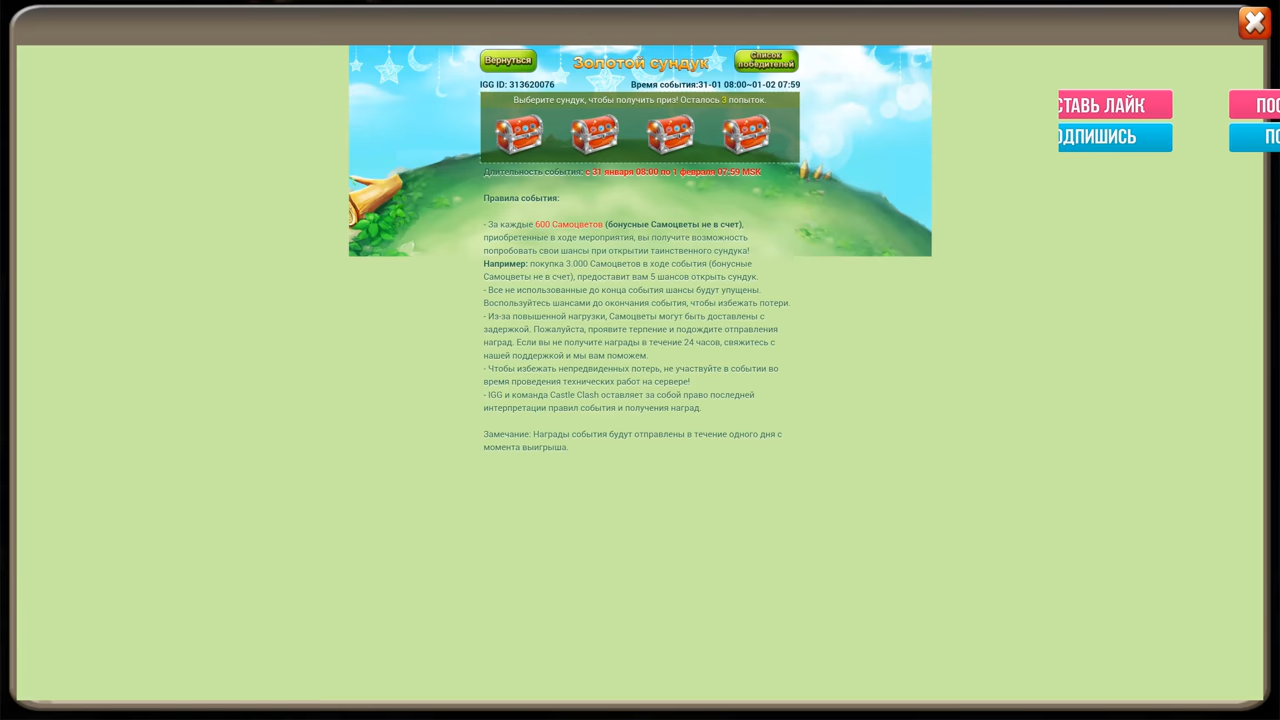 Вернуться
Золотой сундук
Список
победителей
IGG ID: 313620076
Время события:31-01 08:00~01-02 07:59
Выберите сундук, чтобы получить приз! Осталось 3 попыток.
СТАВЬ ЛАЙК
ПОС
ОДПИШИСЬ
ПО
Длительность события: с 31 января 08:00 по 1 февраля 07:59 MSK
Правила события:
- За каждые 600 Самоцветов (бонусные Самоцветы не в счет),
приобретенные в ходе мероприятия, вы получите возможность
попробовать свои шансы при открытии таинственного сундука!
Например: покупка 3.000 Самоцветов в ходе события (бонусные
Самоцветы не в счет), предоставит вам 5 шансов открыть сундук.
- Все не использованные до конца события шансы будут упущены.
Воспользуйтесь шансами до окончания события, чтобы избежать потери.
- Из-за повышенной нагрузки, Самоцветы могут быть доставлены с
задержкой. Пожалуйста, проявите терпение и подождите отправления
наград. Если вы не получите награды в течение 24 часов, свяжитесь с
нашей поддержкой и мы вам поможем.
- Чтобы избежать непредвиденных потерь, не участвуйте в событии во
время проведения технических работ на сервере!
- IGG и команда Castle Clash оставляет за собой право последней
интерпретации правил события и получения наград.
Замечание: Награды события будут отправлены в течение одного дня с
момента выигрыша.